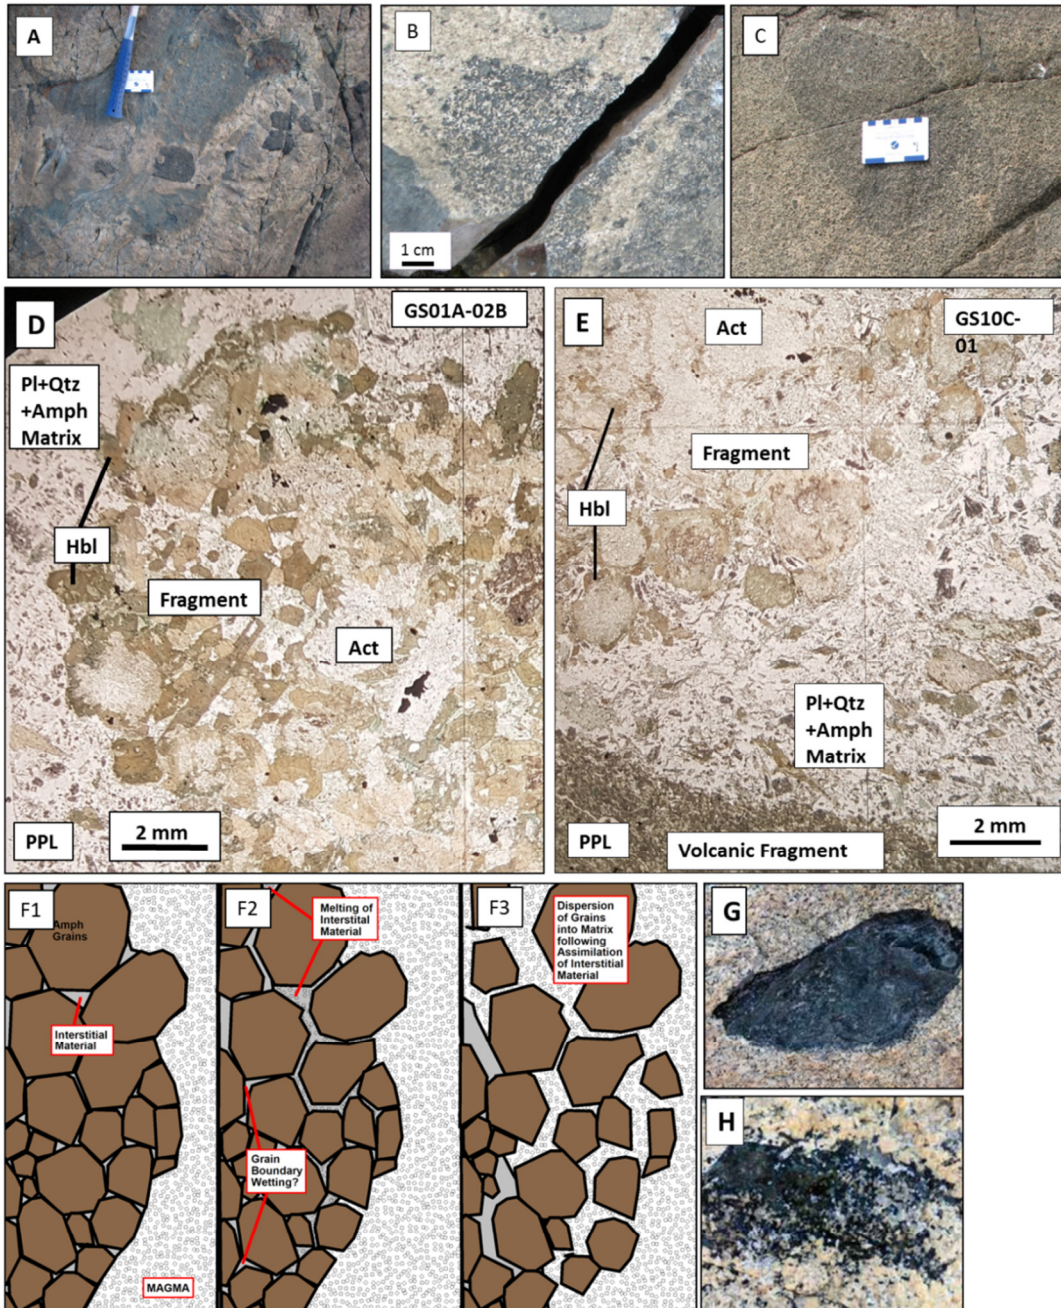 A
B
1 cm
C
D
GS01A-02B
Pl+Qtz
+Amph
Matrix
Hbl
Fragment
Act
PPL
2 mm
E
Act
GS10C-
01
Fragment
Hbl
Pl+Qtz
+Amph
Matrix
PPL
Volcanic Fragment
2 mm
F1
Amph
Grains
Interstitial
Material
MAGMA
F2
Melting of
Interstital
Material
Grain
Boundary
Wetting?
F3
Dispersion
of Grains
into Matrix
following
Assimilation
of Interstitial
Material
G
H